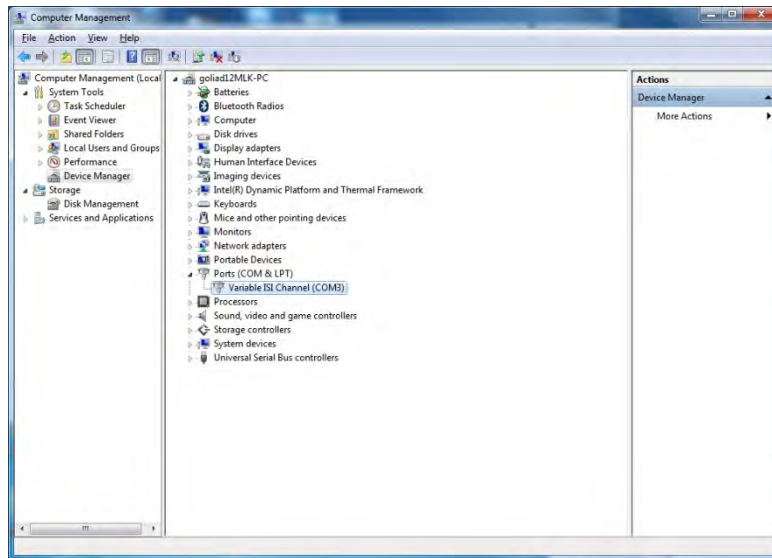 Computer Management
File Action View Help
Computer Management (Local
System Tools
Task Scheduler
Event Viewer
Shared Folders
Local Users and Groups
Performance
Device Manager
Storage
Disk Management
Services and Applications
goliad12MLK-PC
Batteries
Bluetooth Radios
Computer
Disk drives
Display adapters
Human Interface Devices
Imaging devices
Intel(R) Dynamic Platform and Thermal Framework
Keyboards
Mice and other pointing devices
Monitors
Network adapters
Portable Devices
Ports (COM & LPT)
Variable ISI Channel (COM3)
Processors
Sound, video and game controllers
Storage controllers
System devices
Universal Serial Bus controllers
Actions
Device Manager
More Actions